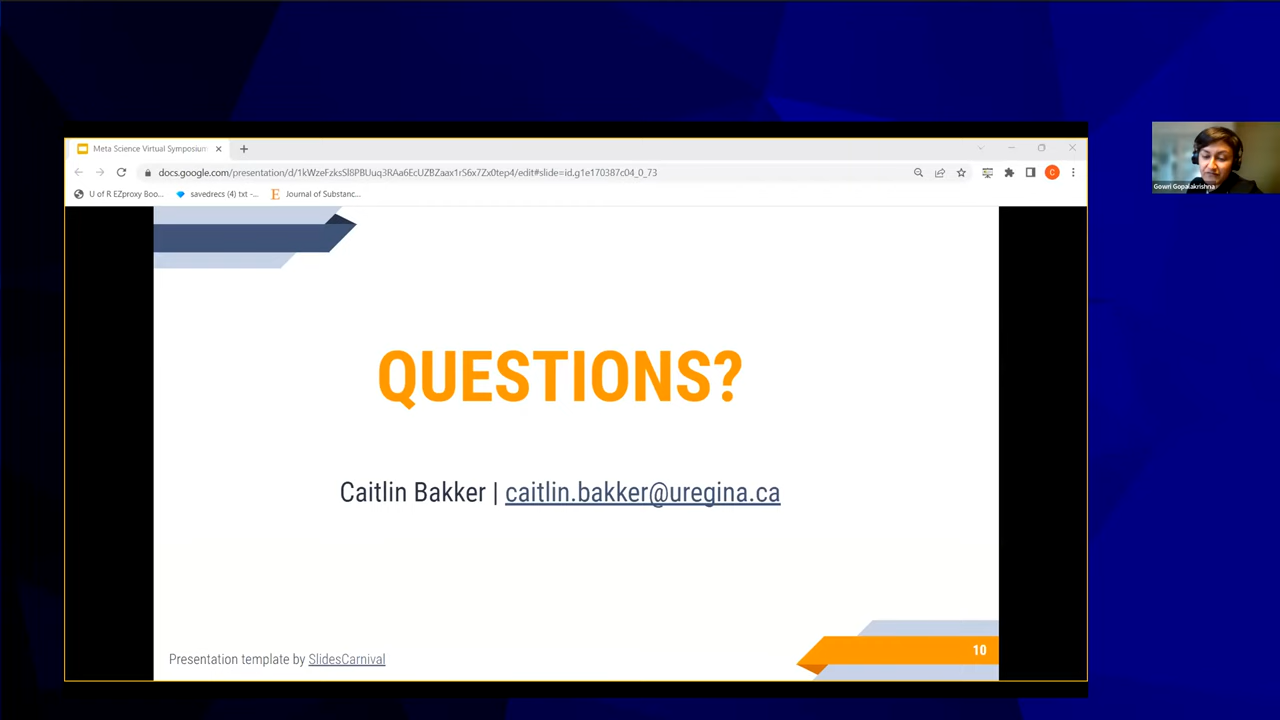 Meta Science Virtual Symposium
docs.google.com/presentation/d/1kWzeFzksSl8PBUuq3RAa6EcUZBZaax1rS6x7Zx0tep4/edit#slide=id.g1e170387c04_0_73
C
U of R EZproxy Boo...
savedrecs (4) txt -...
E
Journal of Substanc...
Gowri Gopalakrishna
QUESTIONS?
Caitlin Bakker | caitlin.bakker@uregina.ca
Presentation template by SlidesCarnival
10